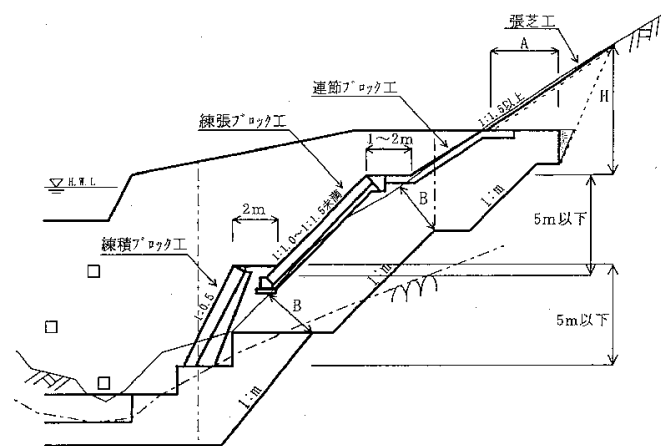 張芝工
A
連節ブロック工
1:1.5以上
H
練張ブロック工
1～2m
H.W.L
B
1:m
2m
1:1.0～1:1.5未満
5m以下
練積ブロック工
1:m
1:0.5
B
5m以下
1:m